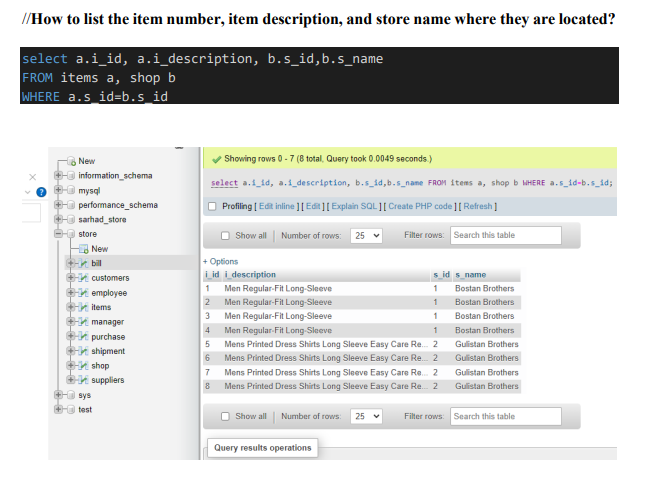 //How to list the item number, item description, and store name where they are located?
select a.i_id, a.i_description, b.s_id,b.s_name
FROM items a, shop b
WHERE a.s_id=b.s_id
New
information_schema
mysql
performance_schema
sarhad_store
store
New
bill
customers
employee
items
manager
purchase
shipment
shop
suppliers
sys
test
Showing rows 0 - 7 (8 total, Query took 0.0049 seconds.)
select a.i_id, a.i_description, b.s_id,b.s_name FROM items a, shop b WHERE a.s_id=b.s_id;
Profiling [ Edit inline ] [ Edit ] [ Explain SQL ] [ Create PHP code ] [ Refresh ]
Show all Number of rows: 25 Filter rows: Search this table
+ Options
i_id i_description s_id s_name
1 Men Regular-Fit Long-Sleeve 1 Bostan Brothers
2 Men Regular-Fit Long-Sleeve 1 Bostan Brothers
3 Men Regular-Fit Long-Sleeve 1 Bostan Brothers
4 Men Regular-Fit Long-Sleeve 1 Bostan Brothers
5 Mens Printed Dress Shirts Long Sleeve Easy Care Re... 2 Gulistan Brothers
6 Mens Printed Dress Shirts Long Sleeve Easy Care Re... 2 Gulistan Brothers
7 Mens Printed Dress Shirts Long Sleeve Easy Care Re... 2 Gulistan Brothers
8 Mens Printed Dress Shirts Long Sleeve Easy Care Re... 2 Gulistan Brothers
Show all Number of rows: 25 Filter rows: Search this table
Query results operations